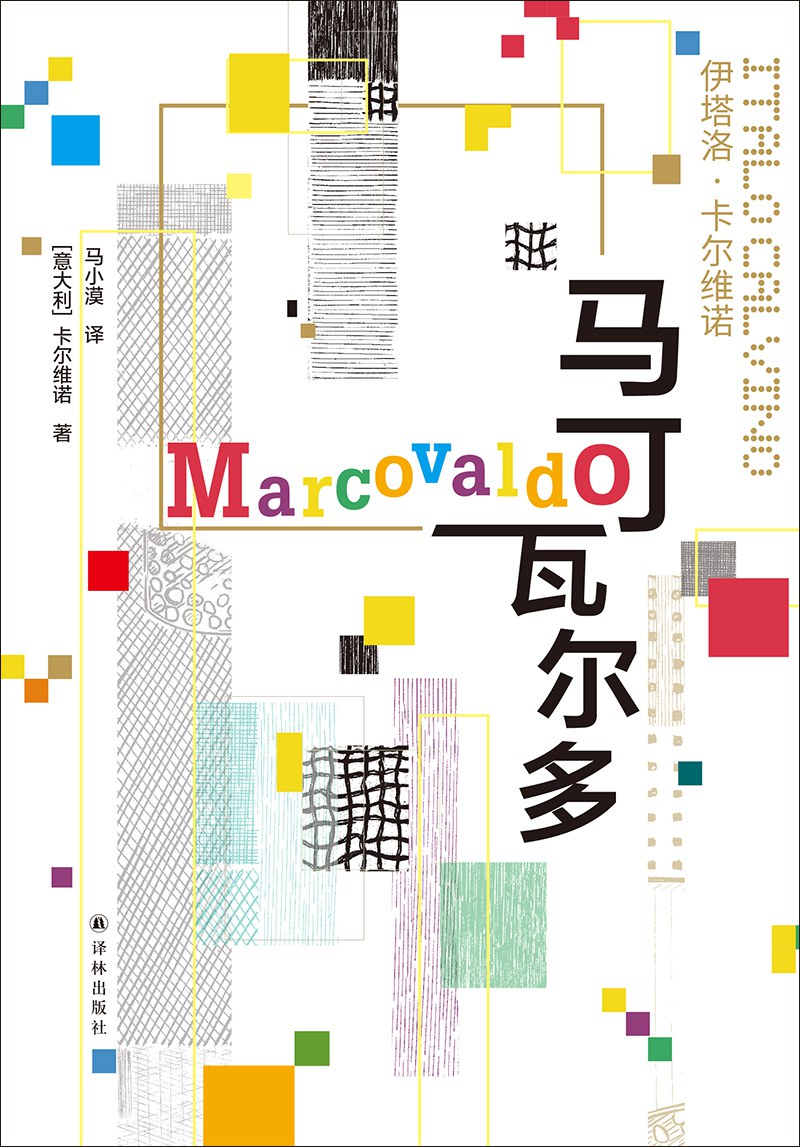 ITALO CALVINO
伊塔洛·卡尔维诺
马可瓦尔多
Marcovaldo
马小漠 译
[意大利] 卡尔维诺 著
译林出版社